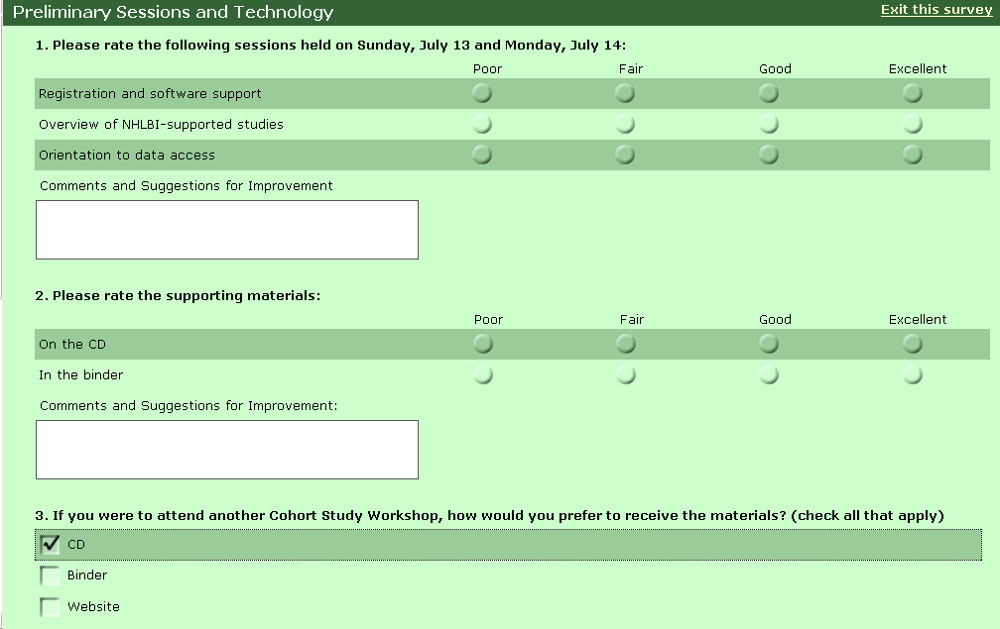 Preliminary Sessions and Technology
Exit this survey
1. Please rate the following sessions held on Sunday, July 13 and Monday, July 14:
Poor Fair Good Excellent
Registration and software support
Overview of NHLBI-supported studies
Orientation to data access
Comments and Suggestions for Improvement
2. Please rate the supporting materials:
Poor Fair Good Excellent
On the CD
In the binder
Comments and Suggestions for Improvement:
3. If you were to attend another Cohort Study Workshop, how would you prefer to receive the materials? (check all that apply)
CD
Binder
Website